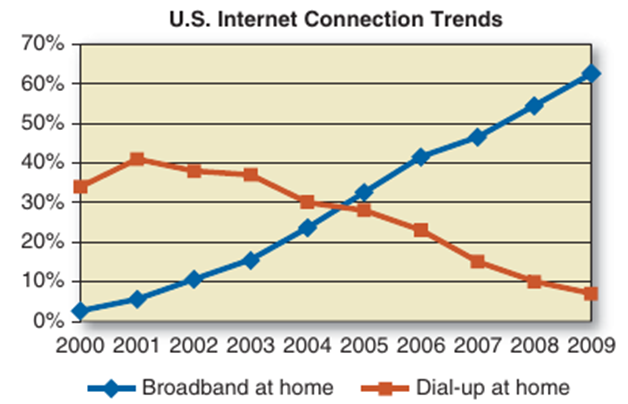 U.S. Internet Connection Trends
70%
60%
50%
40%
30%
20%
10%
0%
2000 2001 2002 2003 2004 2005 2006 2007 2008 2009
Broadband at home Dial-up at home